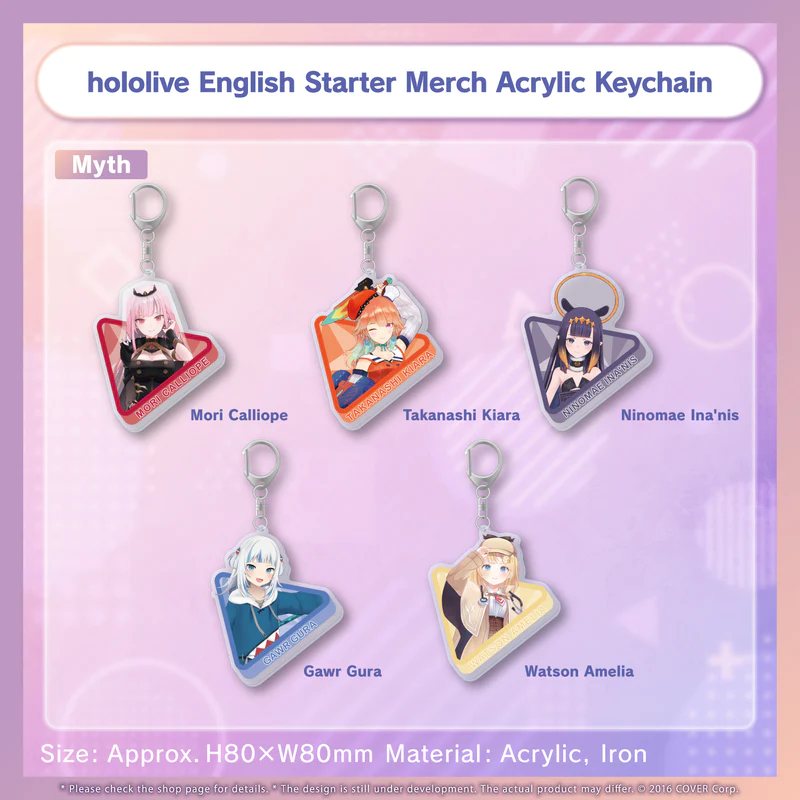 hololive English Starter Merch Acrylic Keychain
Myth
MORI CALLIOPE
Mori Calliope
TAKANASHI KIARA
Takanashi Kiara
NINOMAE INA'NIS
Ninomae Ina'nis
GAWR GURA
Gawr Gura
WATSON AMELIA
Watson Amelia
Size: Approx. H80×W80mm Material: Acrylic, Iron
* Please check the shop page for details. * The design is still under development. The actual product may differ. © 2016 COVER Corp.